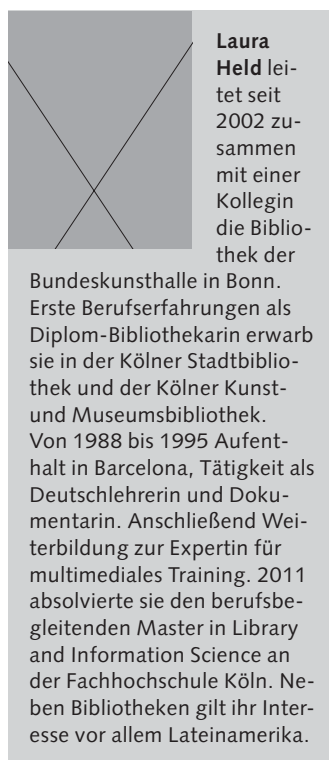 Laura
Held lei-
tet seit
2002 zu-
sammen
mit einer
Kollegin
die Biblio-
thek der
Bundeskunsthalle in Bonn.
Erste Berufserfahrungen als
Diplom-Bibliothekarin erwarb
sie in der Kölner Stadtbiblio-
thek und der Kölner Kunst-
und Museumsbibliothek.
Von 1988 bis 1995 Aufent-
halt in Barcelona, Tätigkeit als
Deutschlehrerin und Doku-
mentarin. Anschließend Wei-
terbildung zur Expertin für
multimediales Training. 2011
absolvierte sie den berufsbe-
gleitenden Master in Library
and Information Science an
der Fachhochschule Köln. Ne-
ben Bibliotheken gilt ihr Inter-
esse vor allem Lateinamerika.